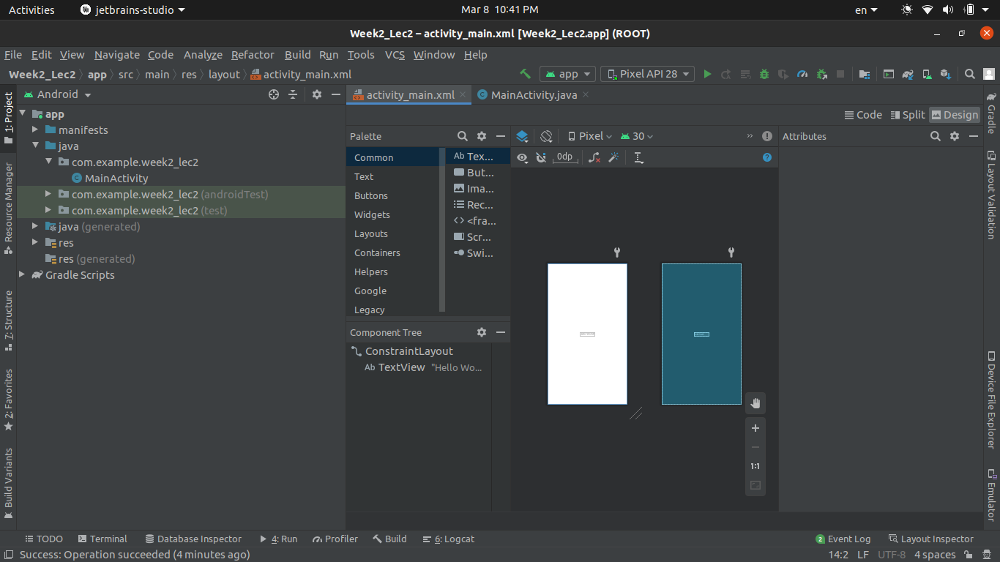 Activities jetbrains-studio Mar 8 10:41 PM en
Week2_Lec2 – activity_main.xml [Week2_Lec2.app] (ROOT)
File Edit View Navigate Code Analyze Refactor Build Run Tools VCS Window Help
Week2_Lec2 app src main res layout activity_main.xml app Pixel API 28
1: Project
Resource Manager
7: Structure
2: Favorites
Build Variants
Android
app
manifests
java
com.example.week2_lec2
MainActivity
com.example.week2_lec2 (androidTest)
com.example.week2_lec2 (test)
java (generated)
res
res (generated)
Gradle Scripts
activity_main.xml MainActivity.java
Code Split Design
Palette
Common
Text
Buttons
Widgets
Layouts
Containers
Helpers
Google
Legacy
Ab Tex...
But...
Ima...
Rec...
<fra...
Scr...
Swi...
Component Tree
ConstraintLayout
Ab TextView "Hello Wo...
Pixel 30
0dp
1:1
Attributes
Gradle
Layout Validation
Device File Explorer
Emulator
TODO Terminal Database Inspector 4: Run Profiler Build 6: Logcat 2 Event Log Layout Inspector
Success: Operation succeeded (4 minutes ago) 14:2 LF UTF-8 4 spaces